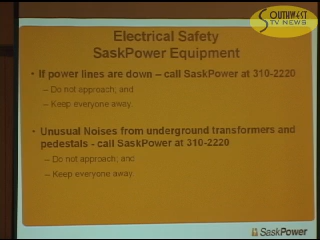 SOUTHWEST
TV NEWS
Electrical Safety
SaskPower Equipment
• If power lines are down – call SaskPower at 310-2220
– Do not approach; and
– Keep everyone away.
• Unusual Noises from underground transformers and
pedestals - call SaskPower at 310-2220
– Do not approach; and
– Keep everyone away.
SaskPower